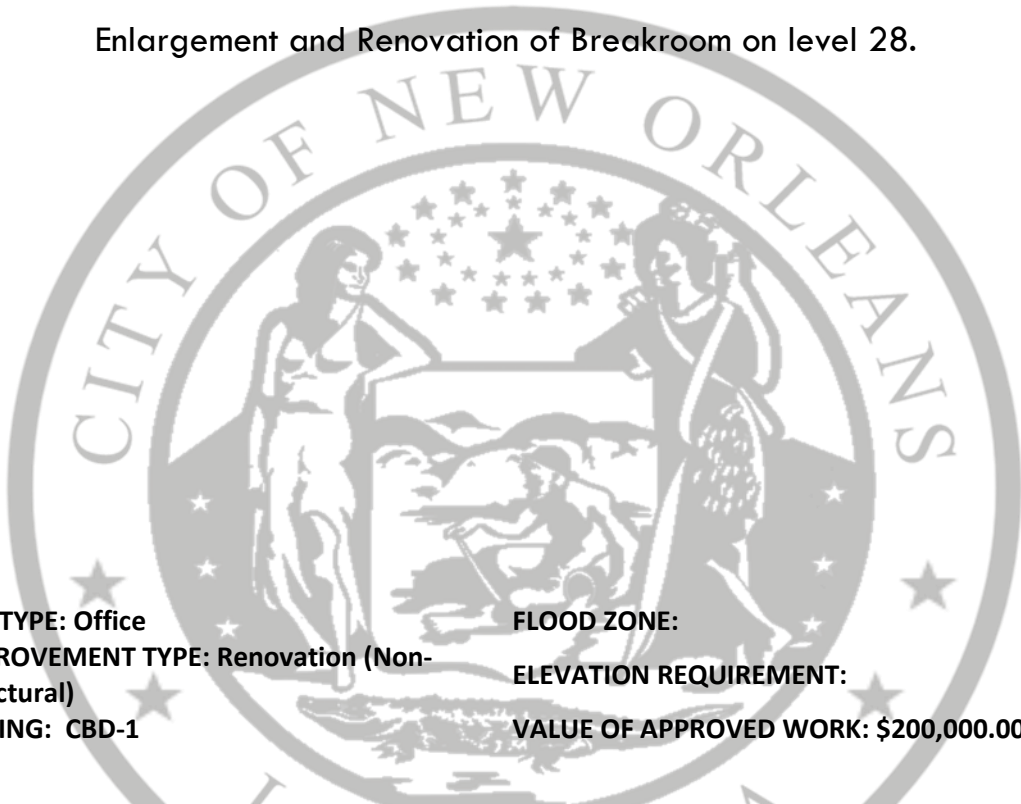 Enlargement and Renovation of Breakroom on level 28.
CITY OF NEW ORLEANS
TYPE: Office
ROVEMENT TYPE: Renovation (Non-
ctural)
ING: CBD-1
FLOOD ZONE:
ELEVATION REQUIREMENT:
VALUE OF APPROVED WORK: $200,000.00